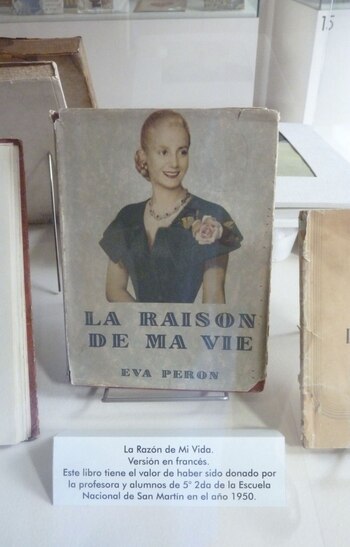 15
LA RAISON
DE MA VIE
EVA PERON
La Razón de Mi Vida.
Versión en francés.
Este libro tiene el valor de haber sido donado por
la profesora y alumnos de 5° 2da de la Escuela
Nacional de San Martín en el año 1950.